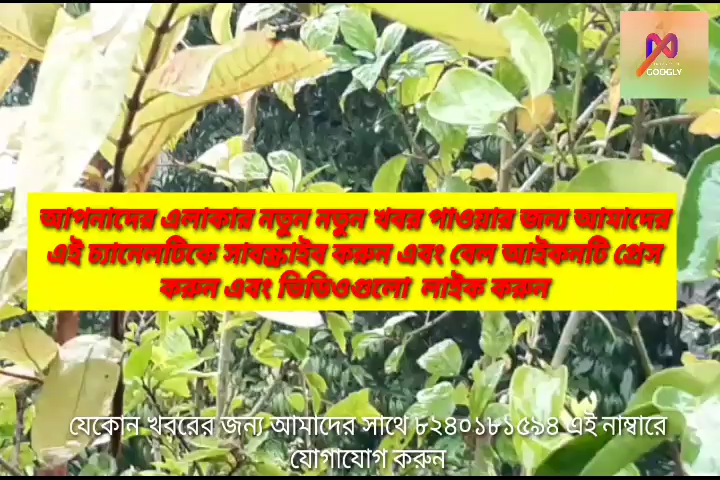 GOOGLY
আপনাদের এলাকার নতুন নতুন খবর পাওয়ার জন্য আমাদের
এই চ্যানেলটিকে সাবস্ক্রাইব করুন এবং বেল আইকনটি প্রেস
করুন এবং ভিডিওগুলো লাইক করুন
যেকোন খবরের জন্য আমাদের সাথে ৮২৪০১৮১৫৯৪ এই নাম্বারে
যোগাযোগ করুন